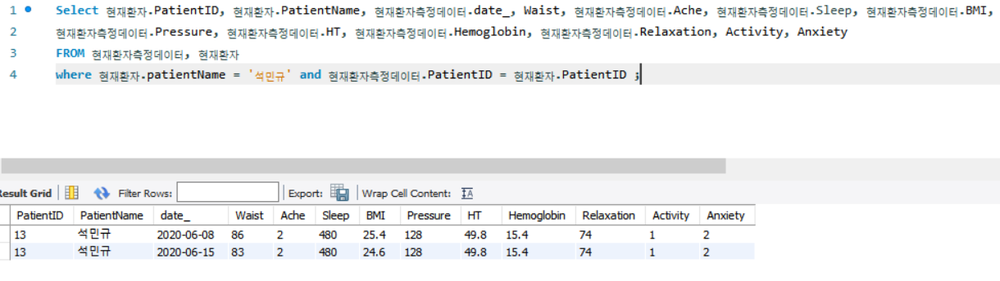 1 Select 현재환자.PatientID, 현재환자.PatientName, 현재환자측정데이터.date_, Waist, 현재환자측정데이터.Ache, 현재환자측정데이터.Sleep, 현재환자측정데이터.BMI,
2 현재환자측정데이터.Pressure, 현재환자측정데이터.HT, 현재환자측정데이터.Hemoglobin, 현재환자측정데이터.Relaxation, Activity, Anxiety
3 FROM 현재환자측정데이터, 현재환자
4 where 현재환자.patientName = '석민규' and 현재환자측정데이터.PatientID = 현재환자.PatientID ;
Result Grid Filter Rows: Export: Wrap Cell Content: IA
PatientID PatientName date_ Waist Ache Sleep BMI Pressure HT Hemoglobin Relaxation Activity Anxiety
13 석민규 2020-06-08 86 2 480 25.4 128 49.8 15.4 74 1 2
13 석민규 2020-06-15 83 2 480 24.6 128 49.8 15.4 74 1 2